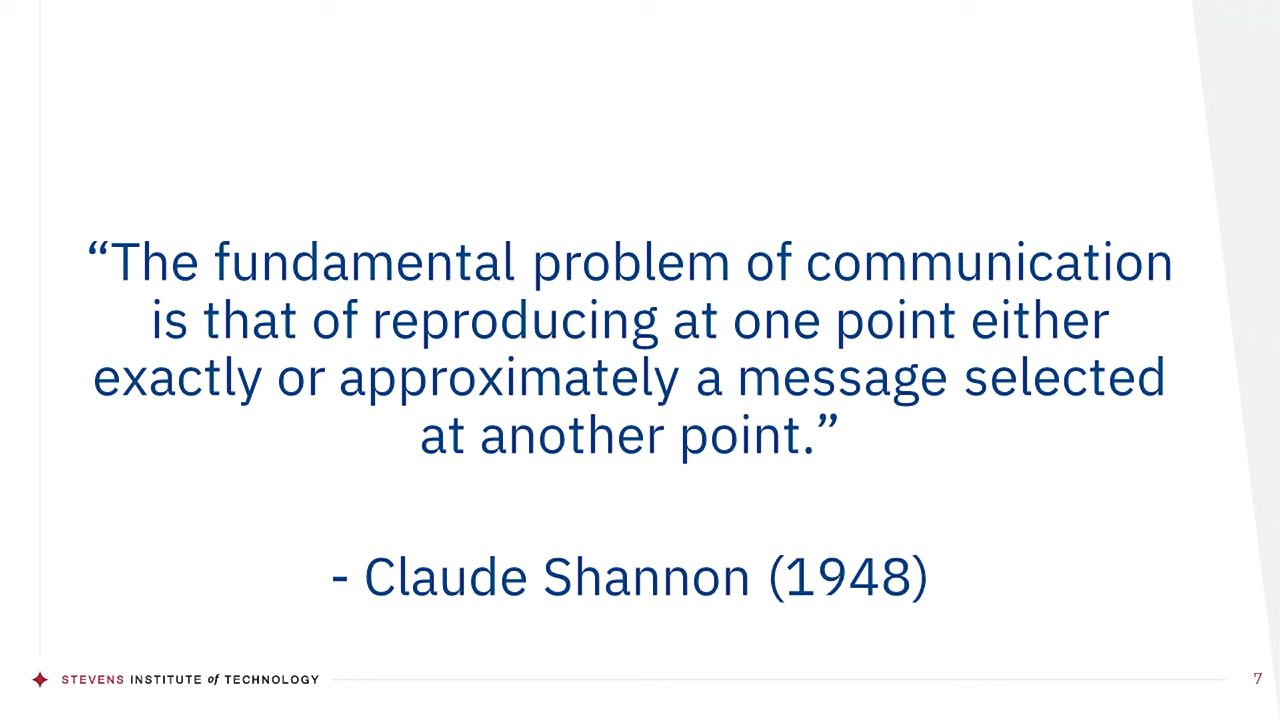 “The fundamental problem of communication
is that of reproducing at one point either
exactly or approximately a message selected
at another point.”
- Claude Shannon (1948)
STEVENS INSTITUTE of TECHNOLOGY
7